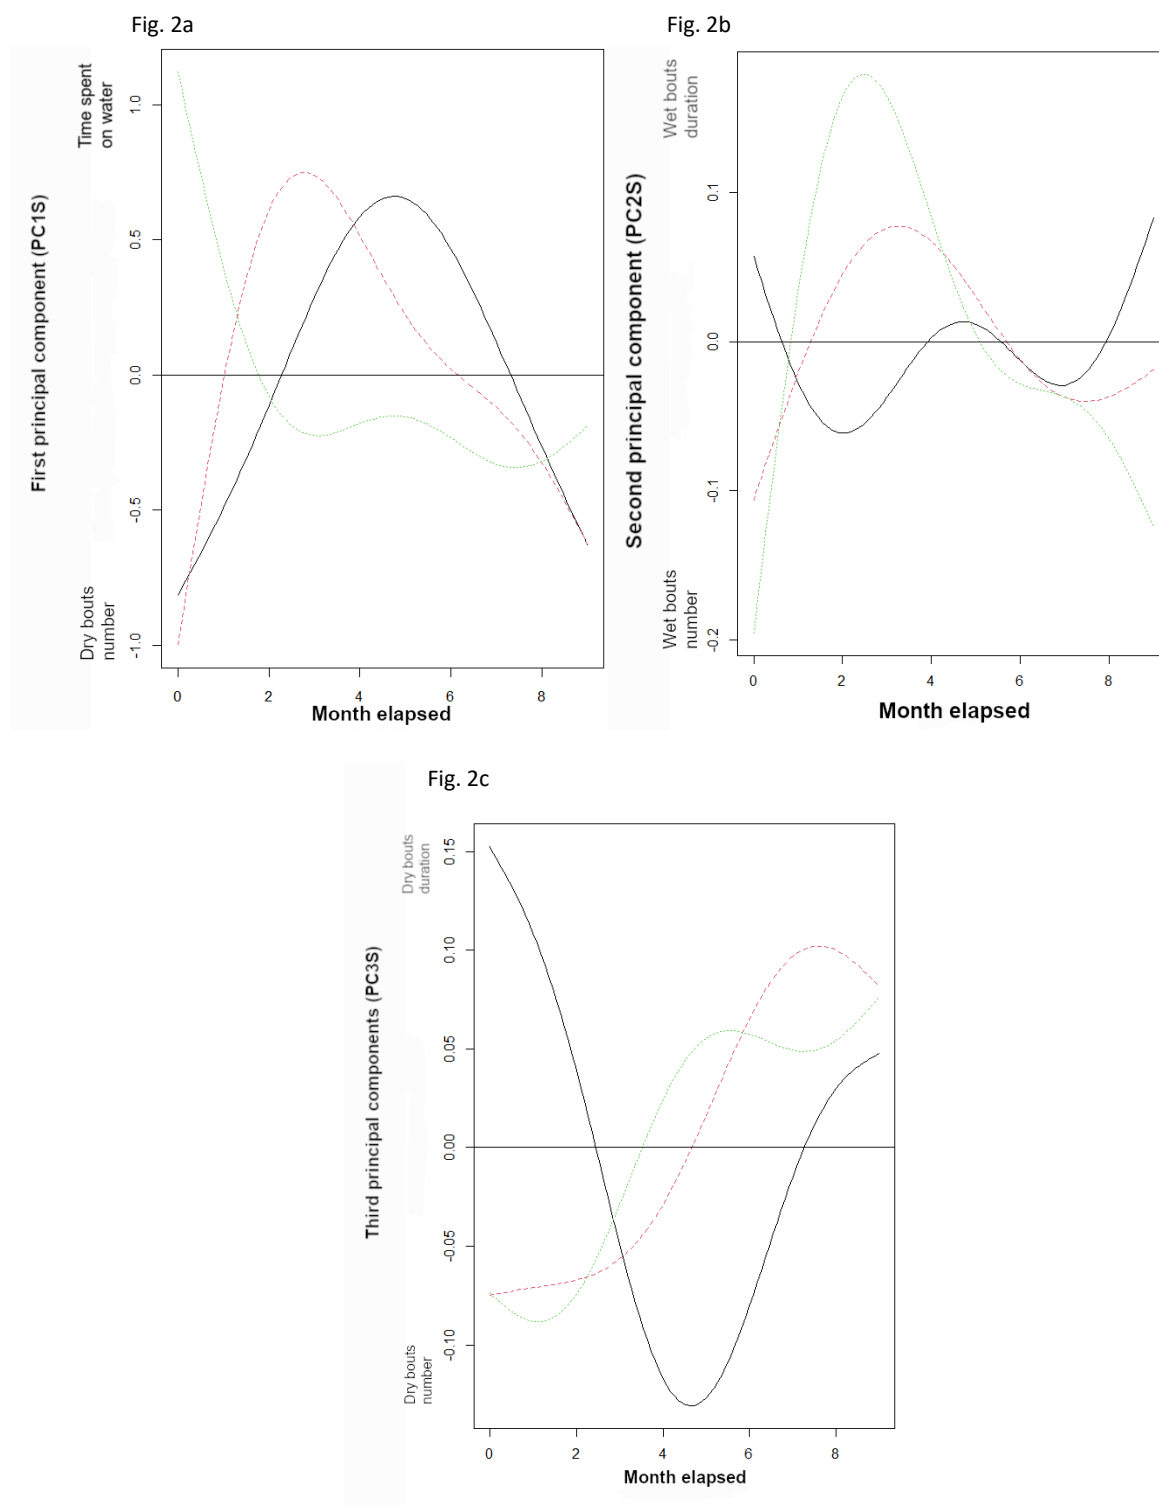 Fig. 2a
Time spent
on water
First principal component (PC1S)
Dry bouts
number
1.0
0.5
0.0
-0.5
-1.0
0 2 4 6 8
Month elapsed
Fig. 2b
Wet bouts
duration
Second principal component (PC2S)
Wet bouts
number
0.1
0.0
-0.1
-0.2
0 2 4 6 8
Month elapsed
Fig. 2c
Dry bouts
duration
Third principal components (PC3S)
Dry bouts
number
0.15
0.10
0.05
0.00
-0.05
-0.10
0 2 4 6 8
Month elapsed